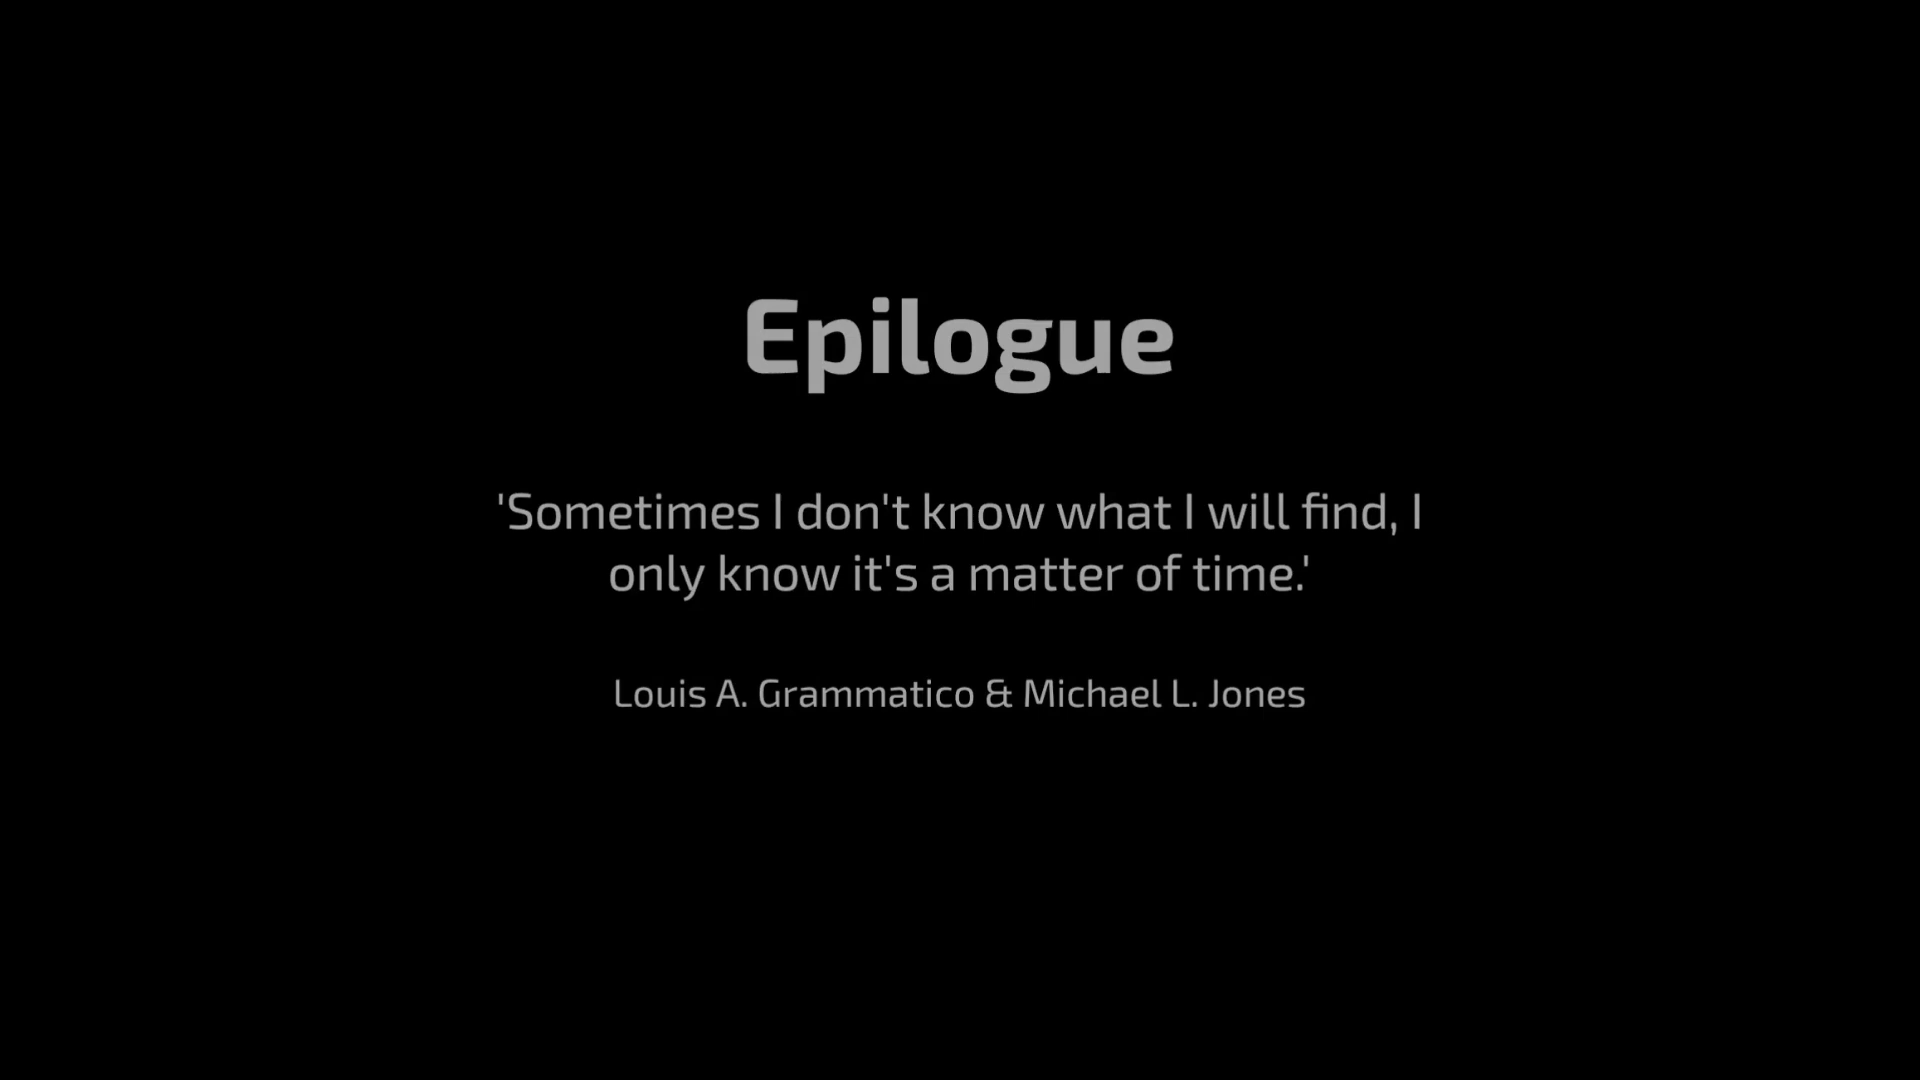 Epilogue
'Sometimes I don't know what I will find, I
only know it's a matter of time.'
Louis A. Grammatico & Michael L. Jones